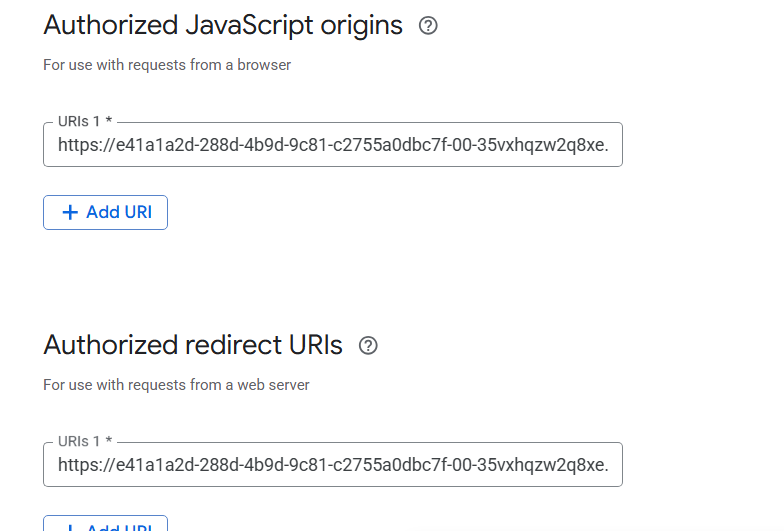 Authorized JavaScript origins
For use with requests from a browser
URIs 1 *
https://e41a1a2d-288d-4b9d-9c81-c2755a0dbc7f-00-35vxhqzw2q8xe.
+ Add URI
Authorized redirect URIs
For use with requests from a web server
URIs 1 *
https://e41a1a2d-288d-4b9d-9c81-c2755a0dbc7f-00-35vxhqzw2q8xe.
+ Add URI